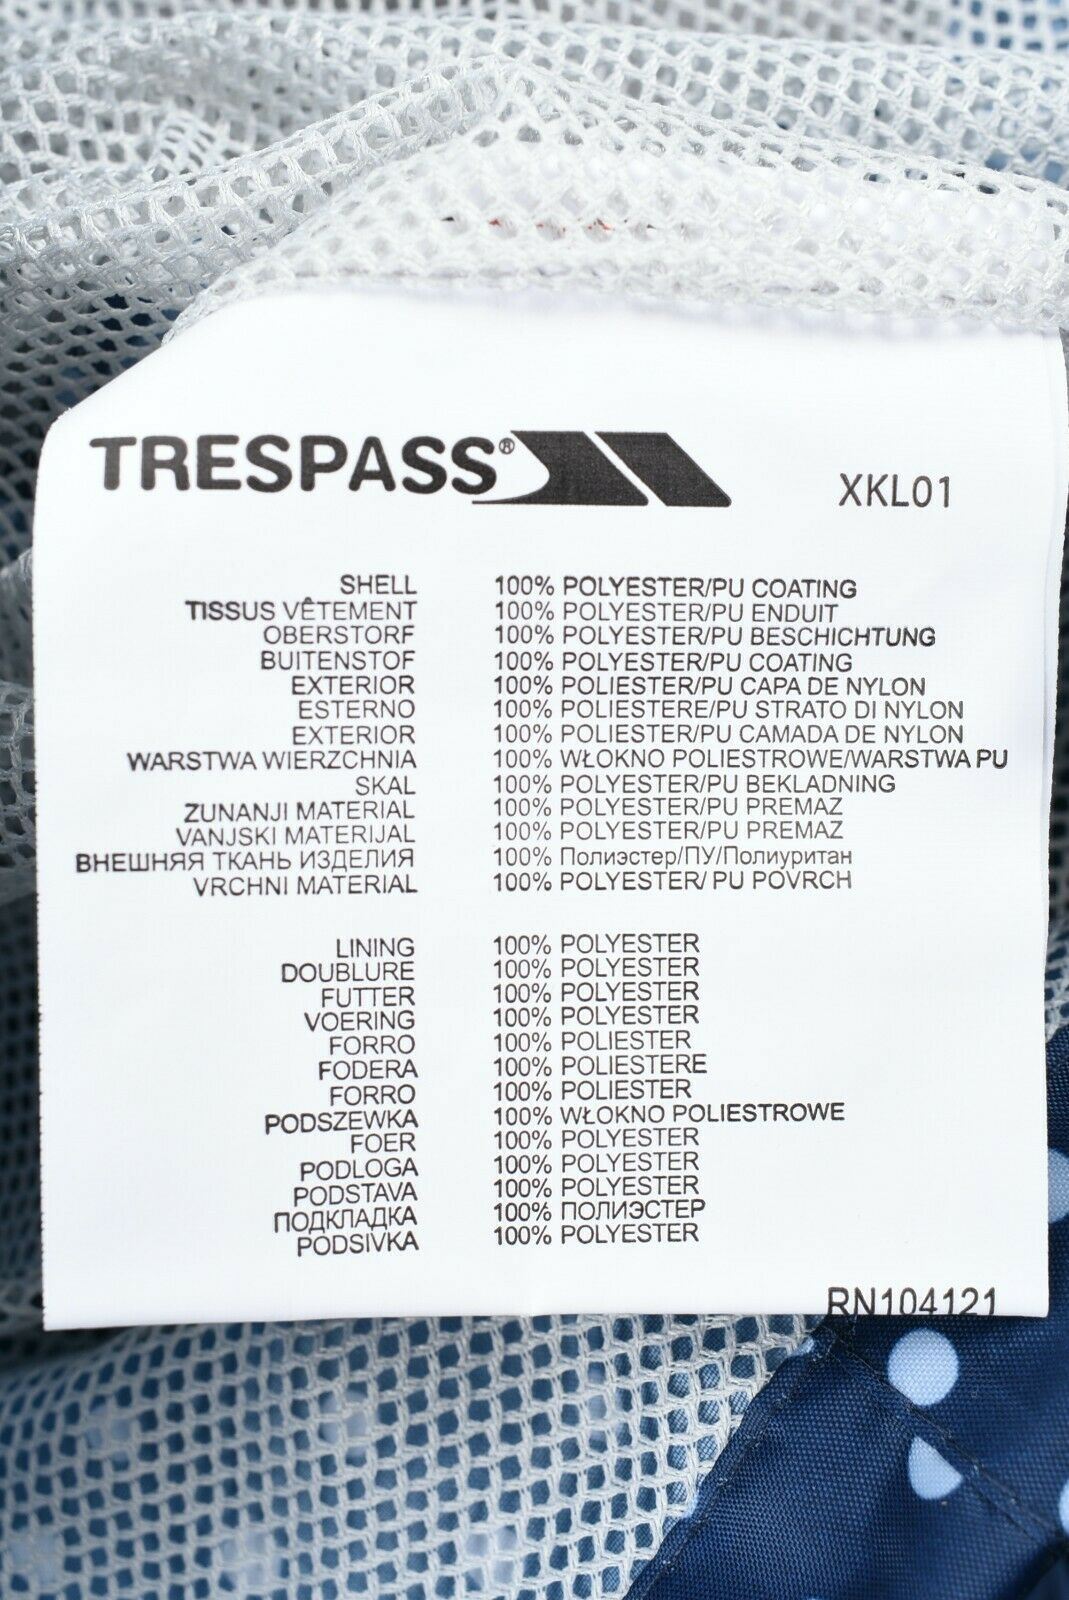 TRESPASS®
XKL01
SHELL 100% POLYESTER/PU COATING
TISSUS VÊTEMENT 100% POLYESTER/PU ENDUIT
OBERSTORF 100% POLYESTER/PU BESCHICHTUNG
BUITENSTOF 100% POLYESTER/PU COATING
EXTERIOR 100% POLIESTER/PU CAPA DE NYLON
ESTERNO 100% POLIESTERE/PU STRATO DI NYLON
EXTERIOR 100% POLIESTER/PU CAMADA DE NYLON
WARSTWA WIERZCHNIA 100% WŁOKNO POLIESTROWE/WARSTWA PU
SKAL 100% POLYESTER/PU BEKLADNING
ZUNANJI MATERIAL 100% POLYESTER/PU PREMAZ
VANJSKI MATERIJAL 100% POLYESTER/PU PREMAZ
ВНЕШНЯЯ ТКАНЬ ИЗДЕЛИЯ 100% Полиэстер/ПУ/Полиуритан
VRCHNI MATERIAL 100% POLYESTER/ PU POVRCH
LINING 100% POLYESTER
DOUBLURE 100% POLYESTER
FUTTER 100% POLYESTER
VOERING 100% POLYESTER
FORRO 100% POLIESTER
FODERA 100% POLIESTERE
FORRO 100% POLIESTER
PODSZEWKA 100% WŁOKNO POLIESTROWE
FOER 100% POLYESTER
PODLOGA 100% POLYESTER
PODSTAVA 100% POLYESTER
ПОДКЛАДКА 100% ПОЛИЭСТЕР
PODSIVKA 100% POLYESTER
RN104121